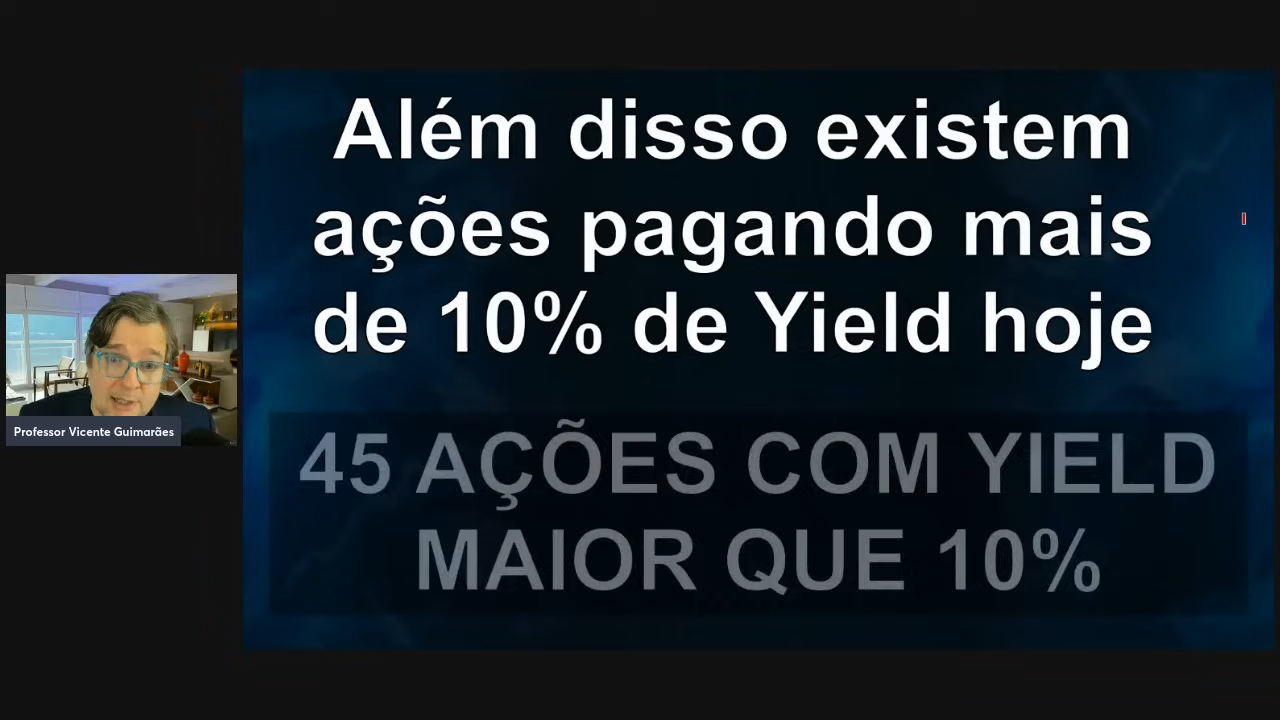 Além disso existem
ações pagando mais
de 10% de Yield hoje
45 AÇÕES COM YIELD
MAIOR QUE 10%
Professor Vicente Guimarães